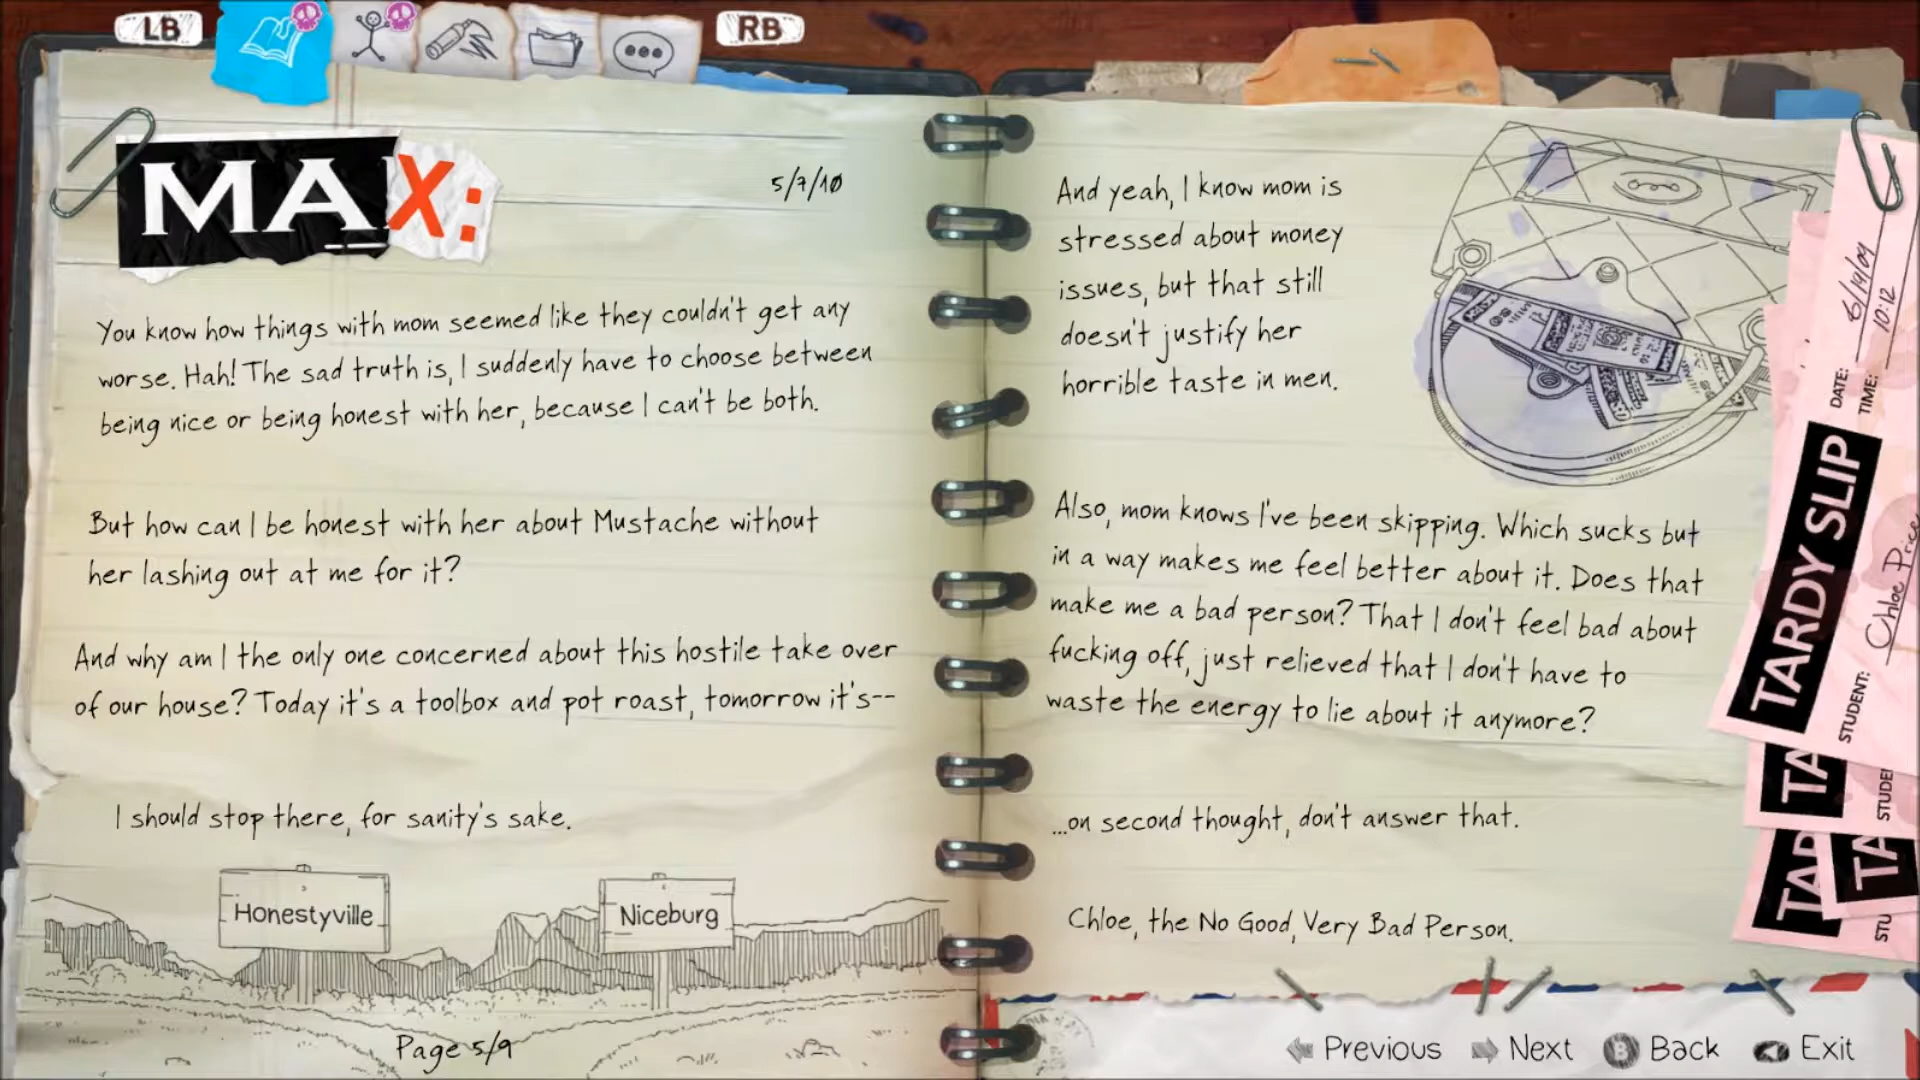 LB
RB
MAX:
5/7/10
You know how things with mom seemed like they couldn't get any
worse. Hah! The sad truth is, I suddenly have to choose between
being nice or being honest with her, because I can't be both.
But how can I be honest with her about Mustache without
her lashing out at me for it?
And why am I the only one concerned about this hostile take over
of our house? Today it's a toolbox and pot roast, tomorrow it's--
I should stop there, for sanity's sake.
Honestyville
Niceburg
Page 5/9
And yeah, I know mom is
stressed about money
issues, but that still
doesn't justify her
horrible taste in men.
Also, mom knows I've been skipping. Which sucks but
in a way makes me feel better about it. Does that
make me a bad person? That I don't feel bad about
fucking off, just relieved that I don't have to
waste the energy to lie about it anymore?
...on second thought, don't answer that.
Chloe, the No Good, Very Bad Person.
TARDY SLIP
DATE: 6/19/09
TIME: 10:12
STUDENT: Chloe Price
TA
STUDE
TAR
TA
STU
Previous
Next
B Back
Exit